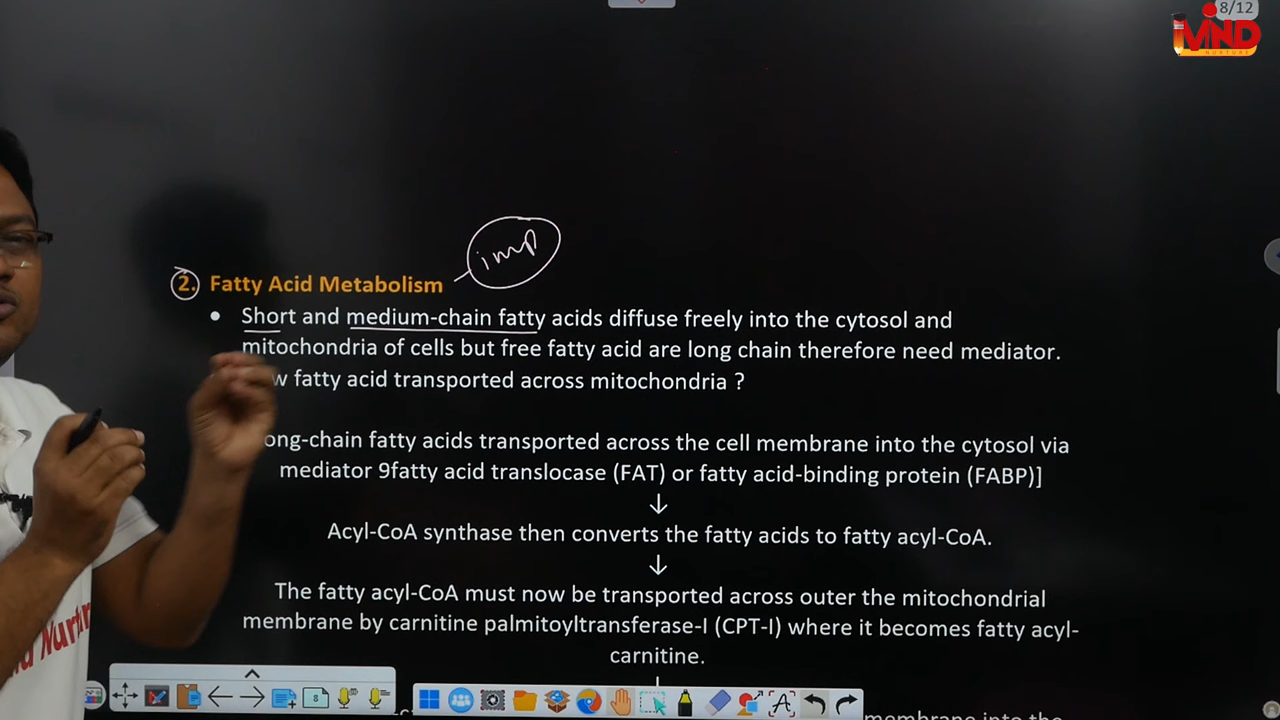 8/12
MIND
NURTURE
imp
2. Fatty Acid Metabolism
• Short and medium-chain fatty acids diffuse freely into the cytosol and
mitochondria of cells but free fatty acid are long chain therefore need mediator.
w fatty acid transported across mitochondria ?
ong-chain fatty acids transported across the cell membrane into the cytosol via
mediator 9fatty acid translocase (FAT) or fatty acid-binding protein (FABP)]
↓
Acyl-CoA synthase then converts the fatty acids to fatty acyl-CoA.
↓
The fatty acyl-CoA must now be transported across outer the mitochondrial
membrane by carnitine palmitoyltransferase-I (CPT-I) where it becomes fatty acyl-
carnitine.
membrane into the